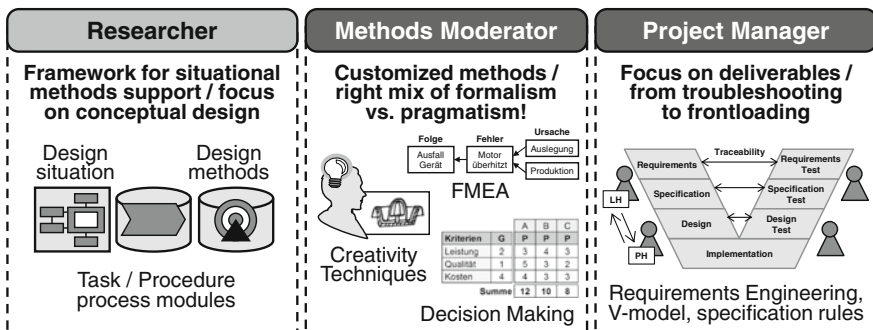 Researcher
Framework for situational
methods support / focus
on conceptual design
Design
situation
Design
methods
Task / Procedure
process modules
Methods Moderator
Customized methods /
right mix of formalism
vs. pragmatism!
Folge
Fehler
Ursache
Ausfall
Gerät
Motor
überhitzt
Auslegung
Produktion
FMEA
Creativity
Techniques
A B C
Kriterien G P P P
Leistung 2 3 4 3
Qualität 1 5 3 2
Kosten 4 4 3 3
Summe 12 10 8
Decision Making
Project Manager
Focus on deliverables /
from troubleshooting
to frontloading
Requirements
Traceability
Requirements
Test
Specification
Specification
Test
LH
Design
Design
Test
PH
Implementation
Requirements Engineering,
V-model, specification rules